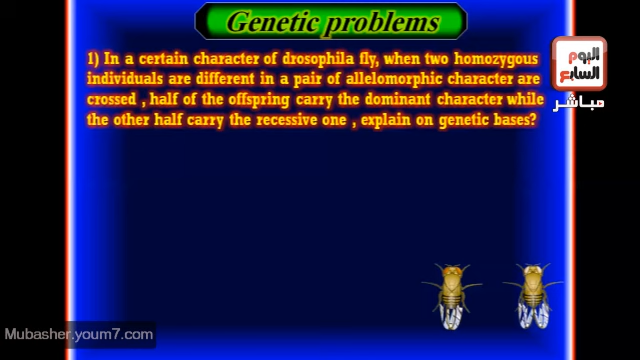 Genetic problems
1) In a certain character of drosophila fly, when two homozygous
individuals are different in a pair of allelomorphic character are
crossed , half of the offspring carry the dominant character while
the other half carry the recessive one , explain on genetic bases?
اليوم
السابع
مباشر
Mubasher.youm7.com